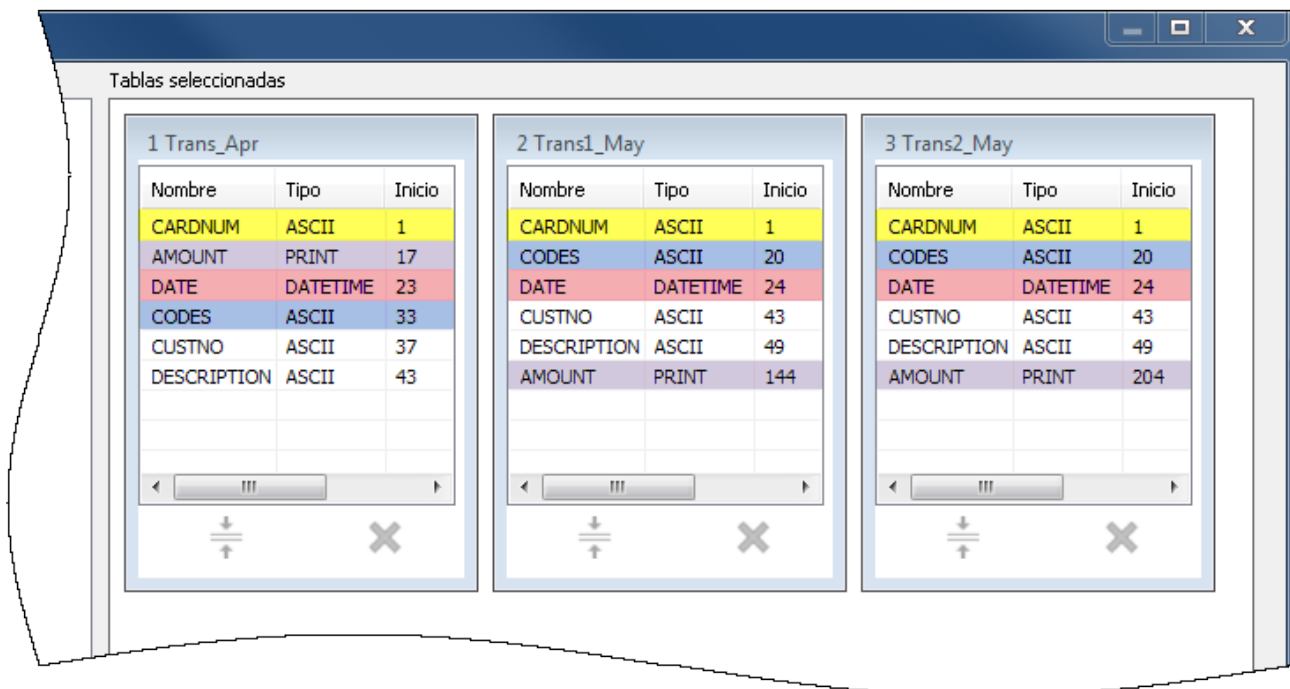 Tablas seleccionadas
1 Trans_Apr
Nombre Tipo Inicio
CARDNUM ASCII 1
AMOUNT PRINT 17
DATE DATETIME 23
CODES ASCII 33
CUSTNO ASCII 37
DESCRIPTION ASCII 43
2 Trans1_May
Nombre Tipo Inicio
CARDNUM ASCII 1
CODES ASCII 20
DATE DATETIME 24
CUSTNO ASCII 43
DESCRIPTION ASCII 49
AMOUNT PRINT 144
3 Trans2_May
Nombre Tipo Inicio
CARDNUM ASCII 1
CODES ASCII 20
DATE DATETIME 24
CUSTNO ASCII 43
DESCRIPTION ASCII 49
AMOUNT PRINT 204